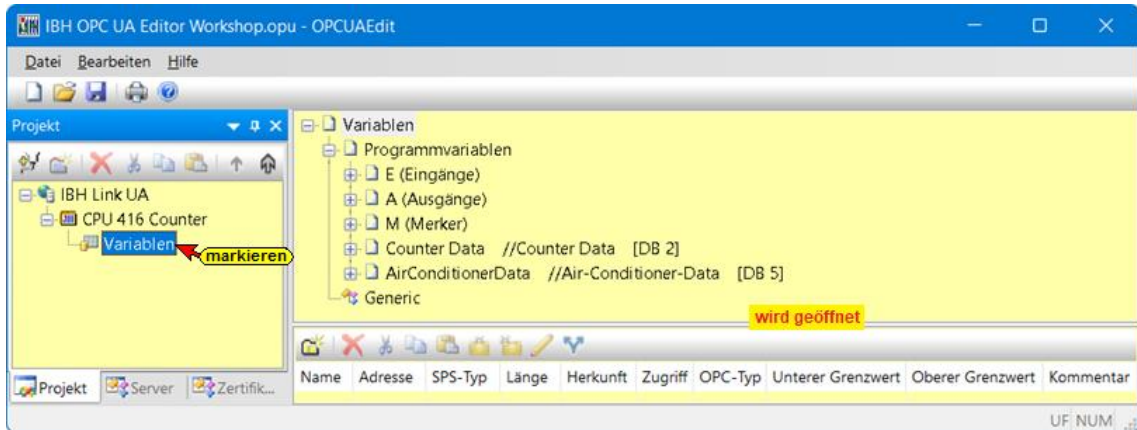 IBH OPC UA Editor Workshop.opu - OPCUAEdit
Datei Bearbeiten Hilfe
Projekt
IBH Link UA
CPU 416 Counter
Variablen
markieren
Projekt Server Zertifik...
Variablen
Programmvariablen
E (Eingänge)
A (Ausgänge)
M (Merker)
Counter Data //Counter Data [DB 2]
AirConditionerData //Air-Conditioner-Data [DB 5]
Generic
wird geöffnet
Name Adresse SPS-Typ Länge Herkunft Zugriff OPC-Typ Unterer Grenzwert Oberer Grenzwert Kommentar
UF NUM